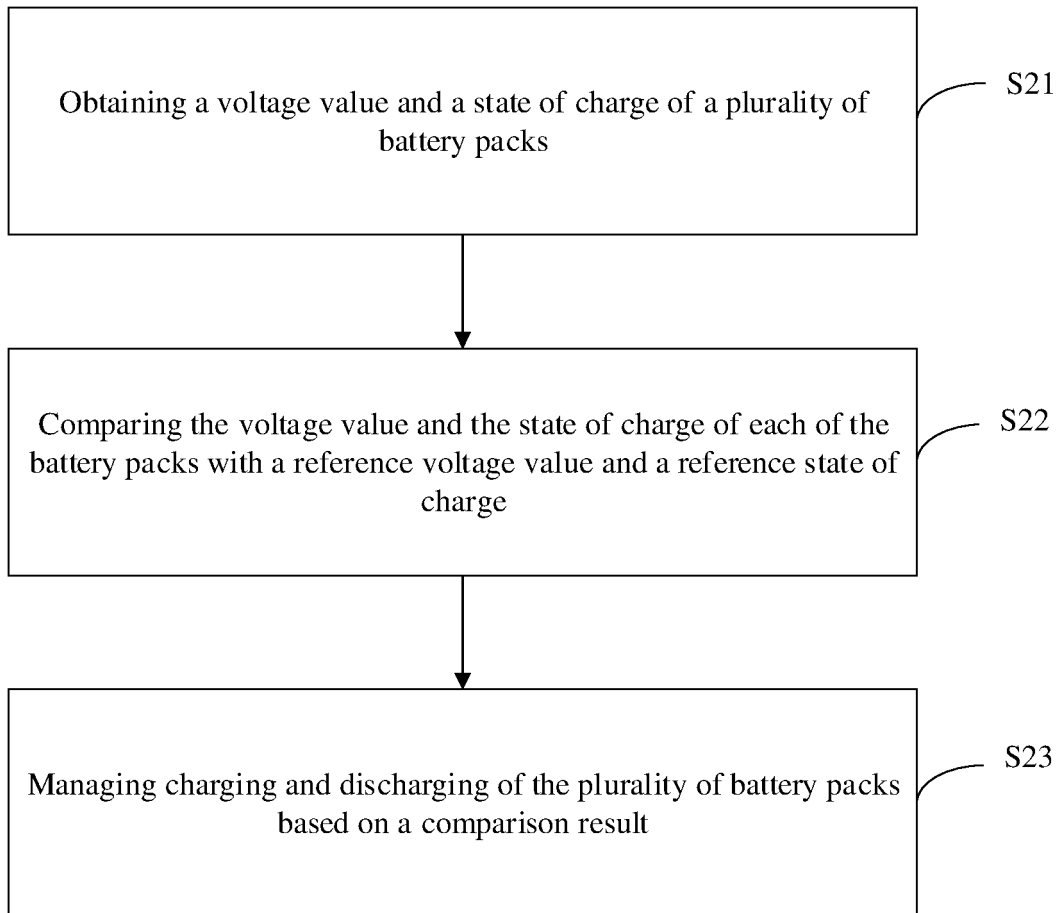 Obtaining a voltage value and a state of charge of a plurality of
battery packs
S21
Comparing the voltage value and the state of charge of each of the
battery packs with a reference voltage value and a reference state of
charge
S22
Managing charging and discharging of the plurality of battery packs
based on a comparison result
S23